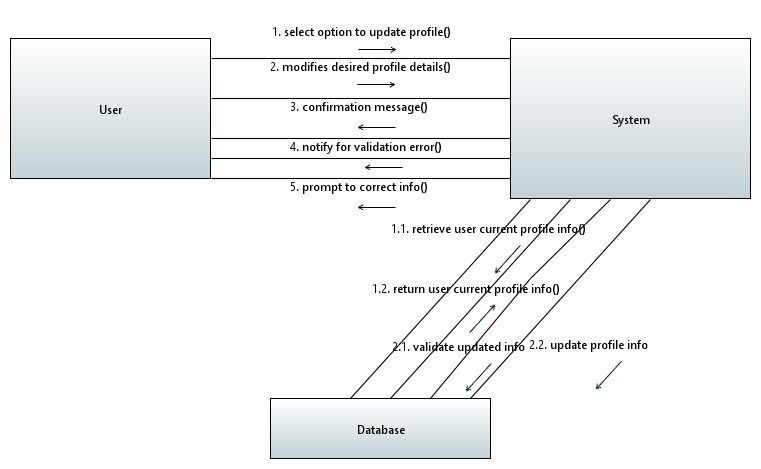 1. select option to update profile()
2. modifies desired profile details()
3. confirmation message()
User
System
4. notify for validation error()
5. prompt to correct info()
1.1. retrieve user current profile info()
1.2. return user current profile info()
2.1. validate updated info
2.2. update profile info
Database